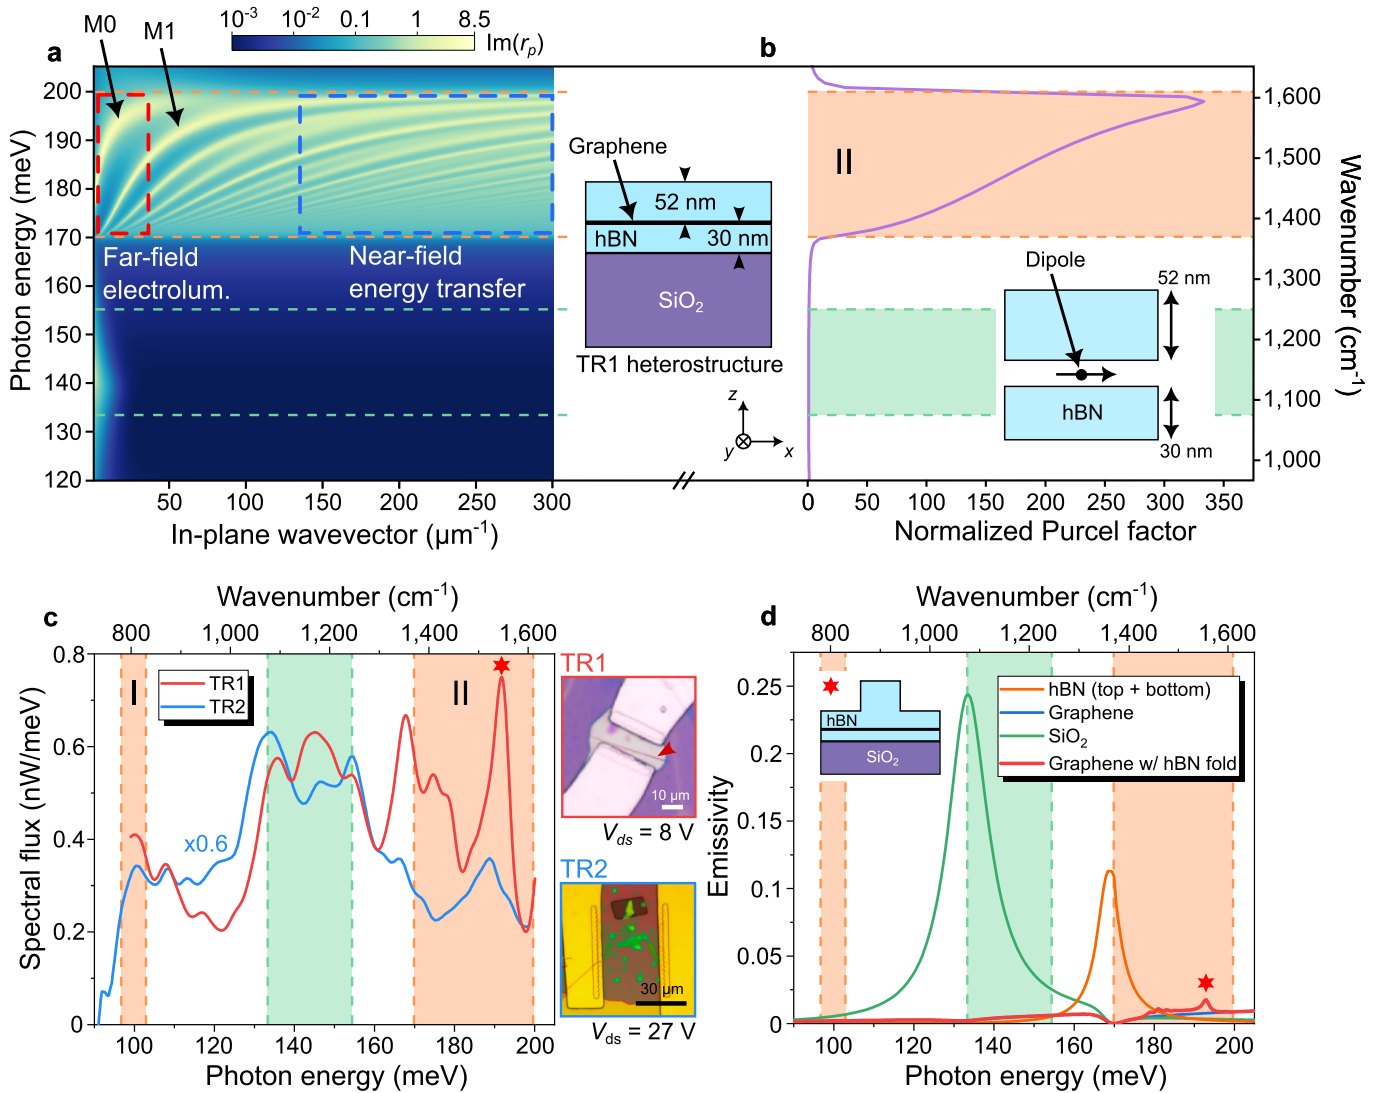 a
M0
M1
10-3 10-2 0.1 1 8.5
Im(rp)
200
190
180
170
160
150
140
130
120
Photon energy (meV)
Far-field
electrolum.
Near-field
energy transfer
50 100 150 200 250 300
In-plane wavevector (µm-1)
Graphene
52 nm
hBN
30 nm
SiO2
TR1 heterostructure
z
y
x
b
II
Dipole
52 nm
hBN
30 nm
1,600
1,500
1,400
1,300
1,200
1,100
1,000
Wavenumber (cm-1)
0 50 100 150 200 250 300 350
Normalized Purcel factor
c
Wavenumber (cm-1)
800 1,000 1,200 1,400 1,600
0.8
0.6
0.4
0.2
0
Spectral flux (nW/meV)
I
TR1
TR2
II
x0.6
100 120 140 160 180 200
Photon energy (meV)
TR1
10 µm
Vds = 8 V
TR2
30 µm
Vds = 27 V
d
Wavenumber (cm-1)
800 1,000 1,200 1,400 1,600
0.25
0.2
0.15
0.1
0.05
0
Emissivity
hBN
SiO2
hBN (top + bottom)
Graphene
SiO2
Graphene w/ hBN fold
100 120 140 160 180 200
Photon energy (meV)